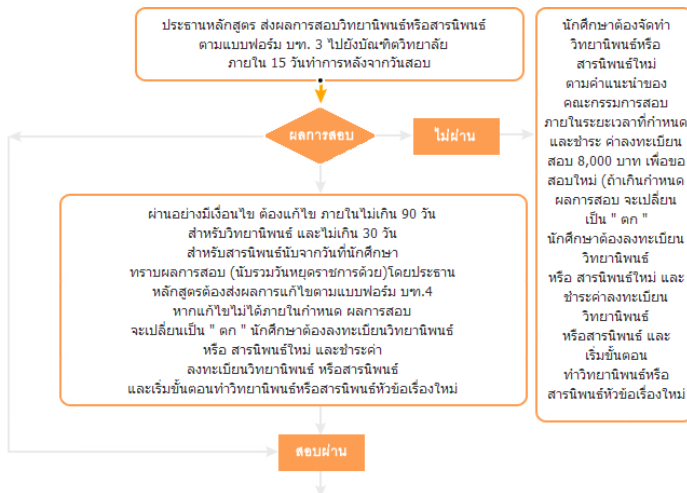 ประธานหลักสูตร ส่งผลการสอบวิทยานิพนธ์หรือสารนิพนธ์
ตามแบบฟอร์ม บฑ. 3 ไปยังบัณฑิตวิทยาลัย
ภายใน 15 วันทำการหลังจากวันสอบ
ผลการสอบ
ไม่ผ่าน
นักศึกษาต้องจัดทำ
วิทยานิพนธ์หรือ
สารนิพนธ์ใหม่
ตามคำแนะนำของ
คณะกรรมการสอบ
ภายในระยะเวลาที่กำหนด
และชำระ ค่าลงทะเบียน
สอบ 8,000 บาท เพื่อขอ
สอบใหม่ (ถ้าเกินกำหนด
ผลการสอบ จะเปลี่ยน
เป็น " ตก "
นักศึกษาต้องลงทะเบียน
วิทยานิพนธ์
หรือ สารนิพนธ์ใหม่ และ
ชำระค่าลงทะเบียน
วิทยานิพนธ์
หรือสารนิพนธ์ และ
เริ่มขั้นตอน
ทำวิทยานิพนธ์หรือ
สารนิพนธ์หัวข้อเรื่องใหม่
ผ่านอย่างมีเงื่อนไข ต้องแก้ไข ภายในไม่เกิน 90 วัน
สำหรับวิทยานิพนธ์ และไม่เกิน 30 วัน
สำหรับสารนิพนธ์นับจากวันที่นักศึกษา
ทราบผลการสอบ (นับรวมวันหยุดราชการด้วย)โดยประธาน
หลักสูตรต้องส่งผลการแก้ไขตามแบบฟอร์ม บฑ.4
หากแก้ไขไม่ได้ภายในกำหนด ผลการสอบ
จะเปลี่ยนเป็น " ตก " นักศึกษาต้องลงทะเบียนวิทยานิพนธ์
หรือ สารนิพนธ์ใหม่ และชำระค่า
ลงทะเบียนวิทยานิพนธ์ หรือสารนิพนธ์
และเริ่มขั้นตอนทำวิทยานิพนธ์หรือสารนิพนธ์หัวข้อเรื่องใหม่
สอบผ่าน